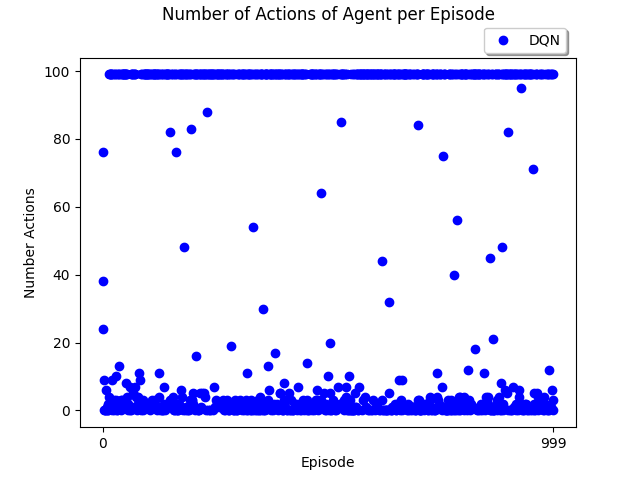 Number of Actions of Agent per Episode
DQN
100
80
60
40
20
0
Number Actions
0
999
Episode